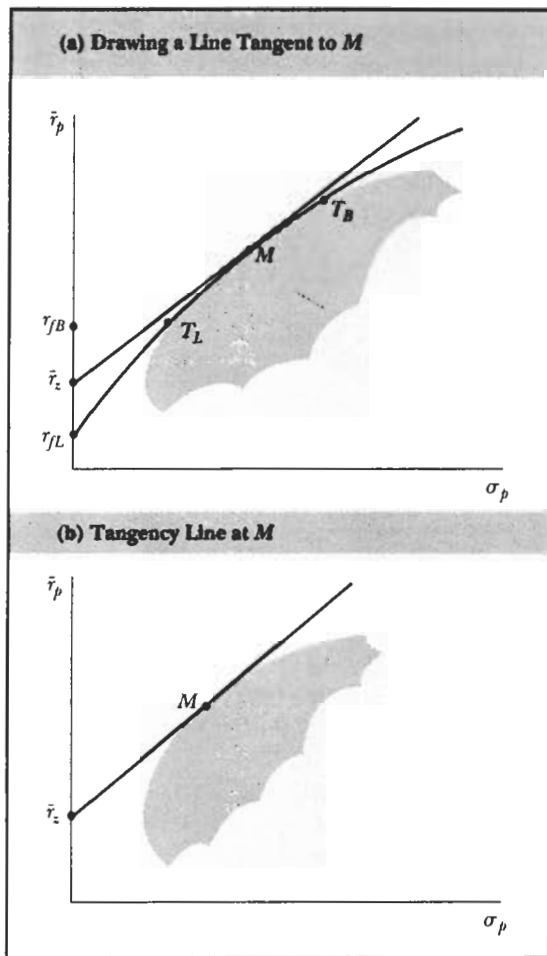 (a) Drawing a Line Tangent to M
r̄p
TB
M
rfB
TL
r̄z
rfL
σp
(b) Tangency Line at M
r̄p
M
r̄z
σp